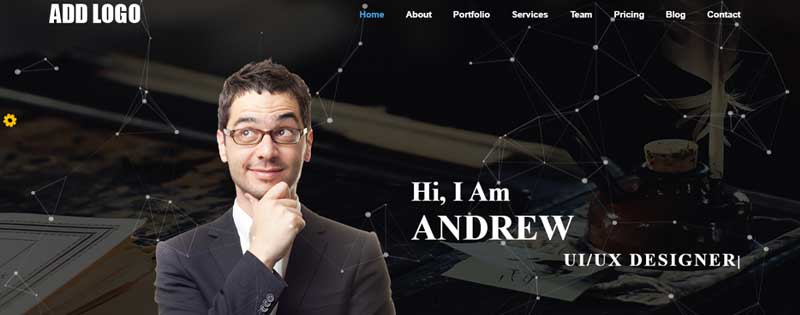 ADD LOGO
Home About Portfolio Services Team Pricing Blog Contact
Hi, I Am
ANDREW
UI/UX DESIGNER|